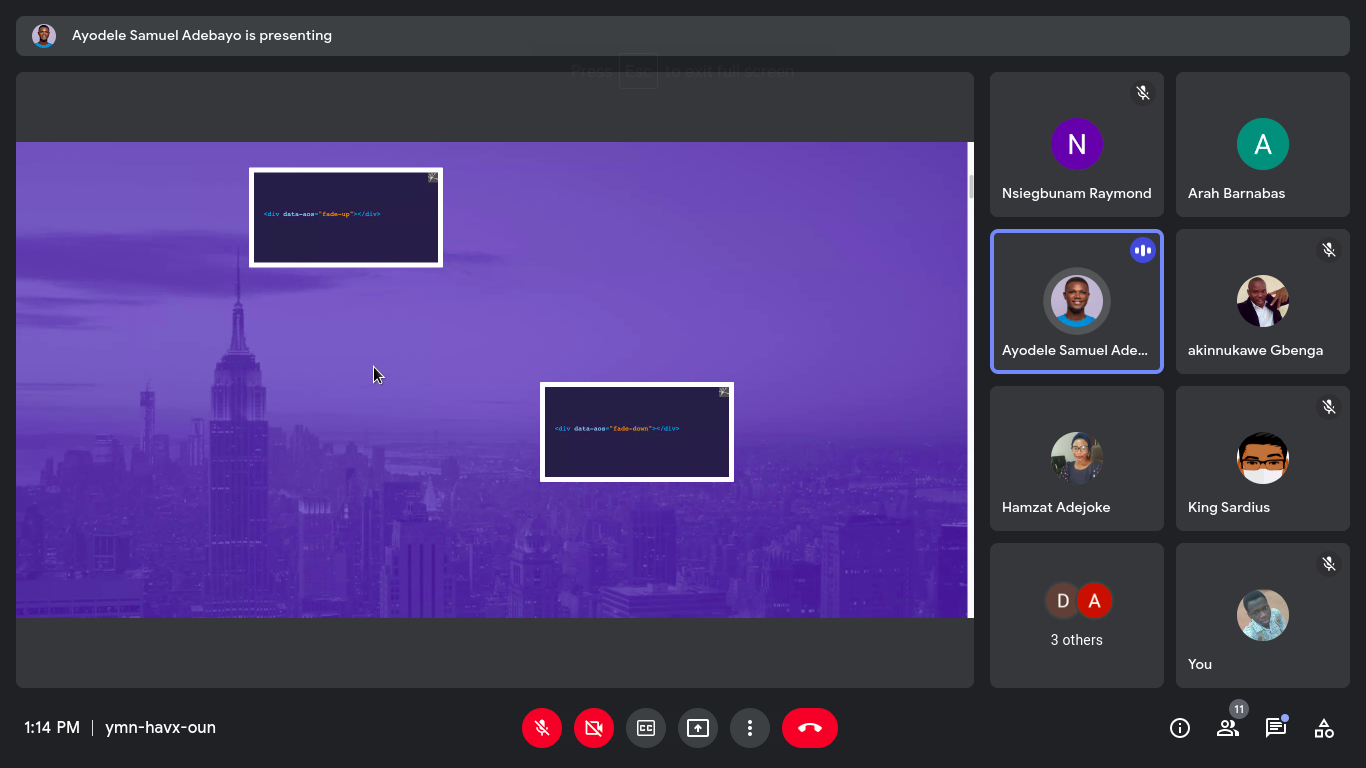 Ayodele Samuel Adebayo is presenting
Press Esc to exit full screen
<div data-aos="fade-up"></div>
<div data-aos="fade-down"></div>
N
Nsiegbunam Raymond
A
Arah Barnabas
Ayodele Samuel Ade...
akinnukawe Gbenga
Hamzat Adejoke
King Sardius
D A
3 others
You
1:14 PM | ymn-havx-oun
CC
11